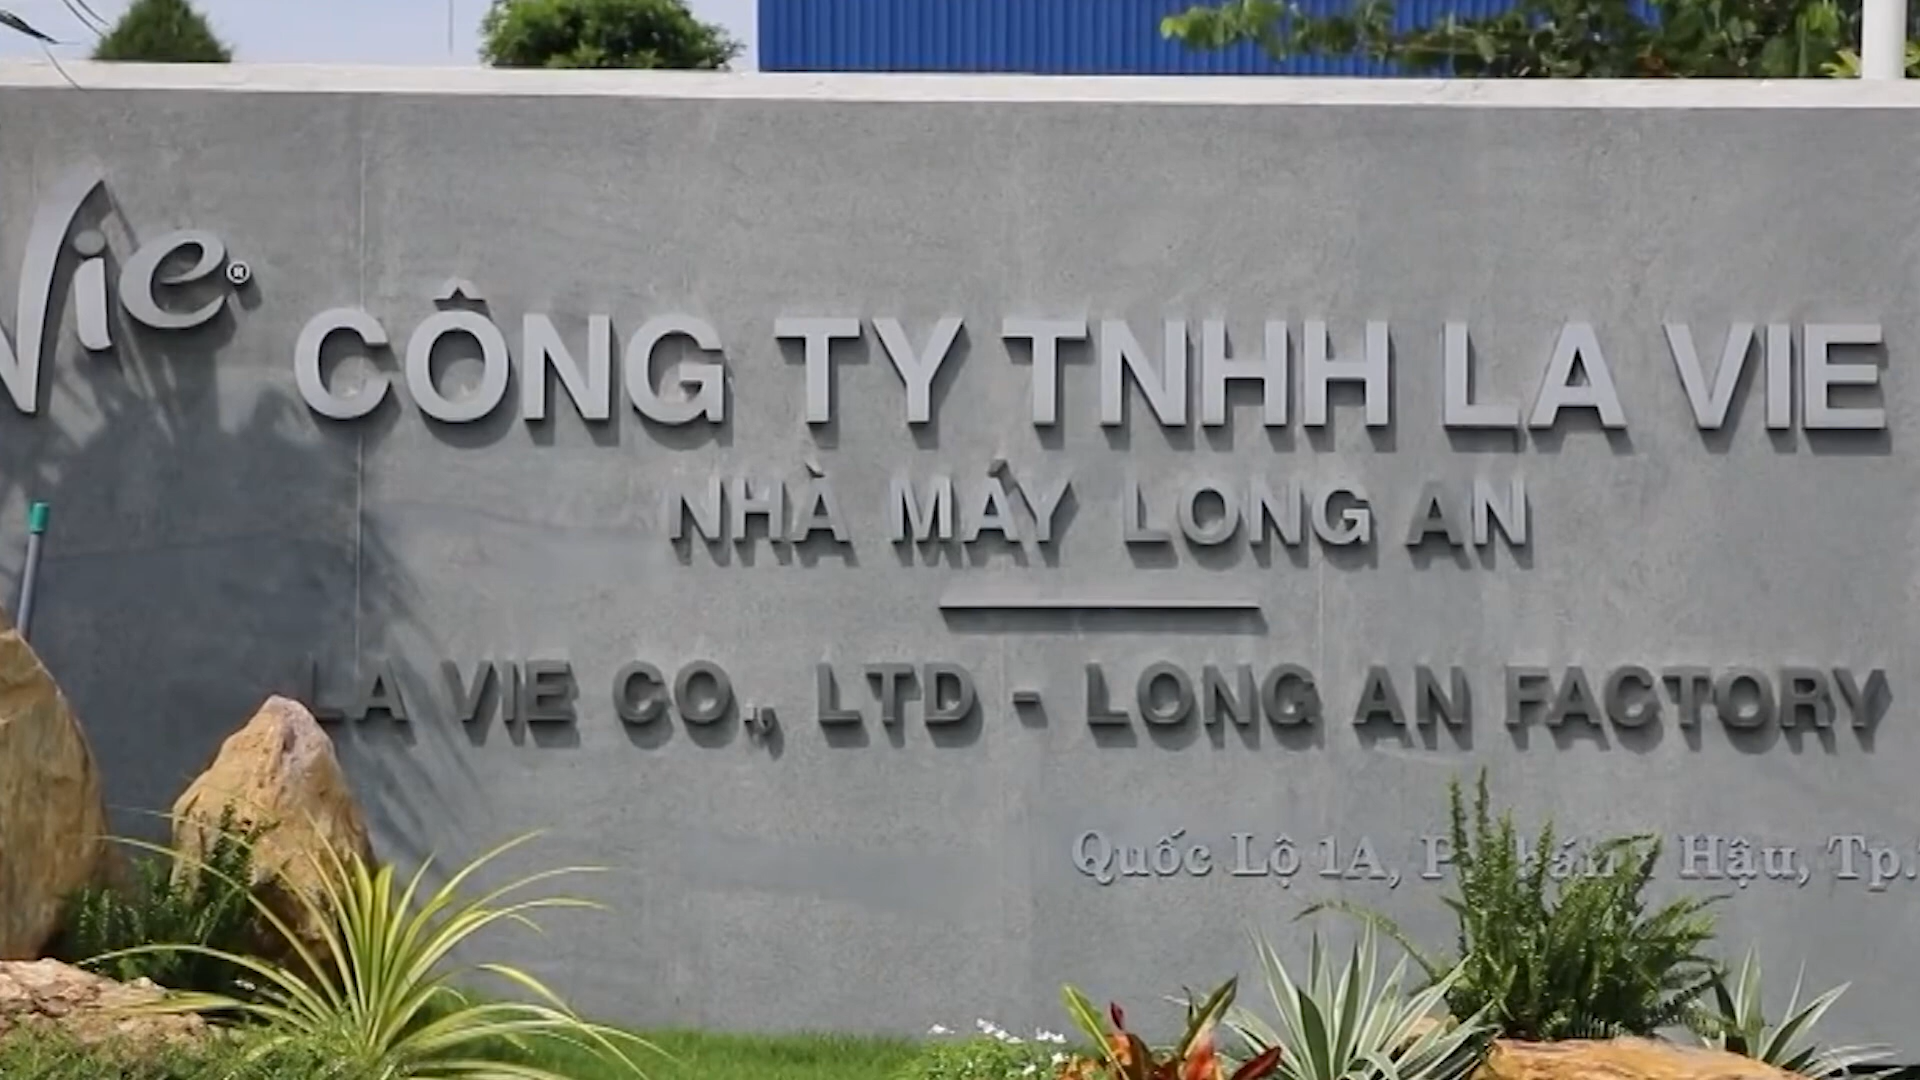 Vie®
CÔNG TY TNHH LA VIE
NHÀ MÁY LONG AN
LA VIE CO., LTD - LONG AN FACTORY
Quốc Lộ 1A, Hậu, Tp.